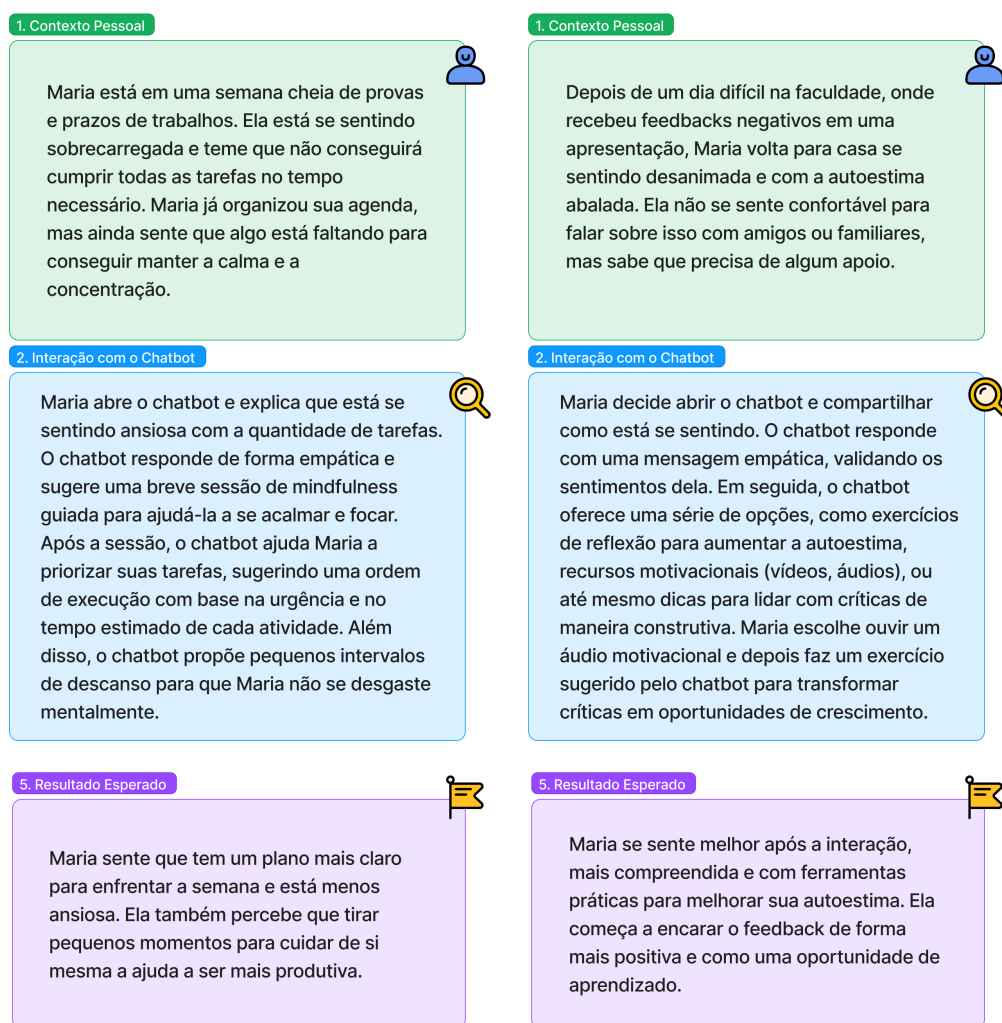 1. Contexto Pessoal
Maria está em uma semana cheia de provas
e prazos de trabalhos. Ela está se sentindo
sobrecarregada e teme que não conseguirá
cumprir todas as tarefas no tempo
necessário. Maria já organizou sua agenda,
mas ainda sente que algo está faltando para
conseguir manter a calma e a
concentração.
2. Interação com o Chatbot
Maria abre o chatbot e explica que está se
sentindo ansiosa com a quantidade de tarefas.
O chatbot responde de forma empática e
sugere uma breve sessão de mindfulness
guiada para ajudá-la a se acalmar e focar.
Após a sessão, o chatbot ajuda Maria a
priorizar suas tarefas, sugerindo uma ordem
de execução com base na urgência e no
tempo estimado de cada atividade. Além
disso, o chatbot propõe pequenos intervalos
de descanso para que Maria não se desgaste
mentalmente.
5. Resultado Esperado
Maria sente que tem um plano mais claro
para enfrentar a semana e está menos
ansiosa. Ela também percebe que tirar
pequenos momentos para cuidar de si
mesma a ajuda a ser mais produtiva.
1. Contexto Pessoal
Depois de um dia difícil na faculdade, onde
recebeu feedbacks negativos em uma
apresentação, Maria volta para casa se
sentindo desanimada e com a autoestima
abalada. Ela não se sente confortável para
falar sobre isso com amigos ou familiares,
mas sabe que precisa de algum apoio.
2. Interação com o Chatbot
Maria decide abrir o chatbot e compartilhar
como está se sentindo. O chatbot responde
com uma mensagem empática, validando os
sentimentos dela. Em seguida, o chatbot
oferece uma série de opções, como exercícios
de reflexão para aumentar a autoestima,
recursos motivacionais (vídeos, áudios), ou
até mesmo dicas para lidar com críticas de
maneira construtiva. Maria escolhe ouvir um
áudio motivacional e depois faz um exercício
sugerido pelo chatbot para transformar
críticas em oportunidades de crescimento.
5. Resultado Esperado
Maria se sente melhor após a interação,
mais compreendida e com ferramentas
práticas para melhorar sua autoestima. Ela
começa a encarar o feedback de forma
mais positiva e como uma oportunidade de
aprendizado.